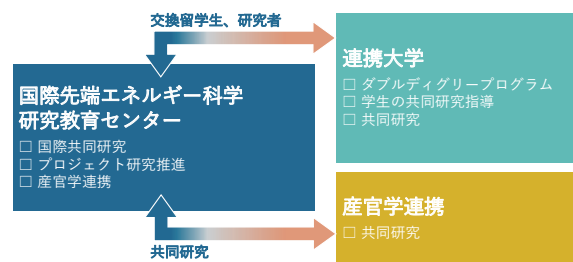 交換留学生、研究者
国際先端エネルギー科学
研究教育センター
□ 国際共同研究
□ プロジェクト研究推進
□ 産官学連携
連携大学
□ ダブルディグリープログラム
□ 学生の共同研究指導
□ 共同研究
共同研究
産官学連携
□ 共同研究